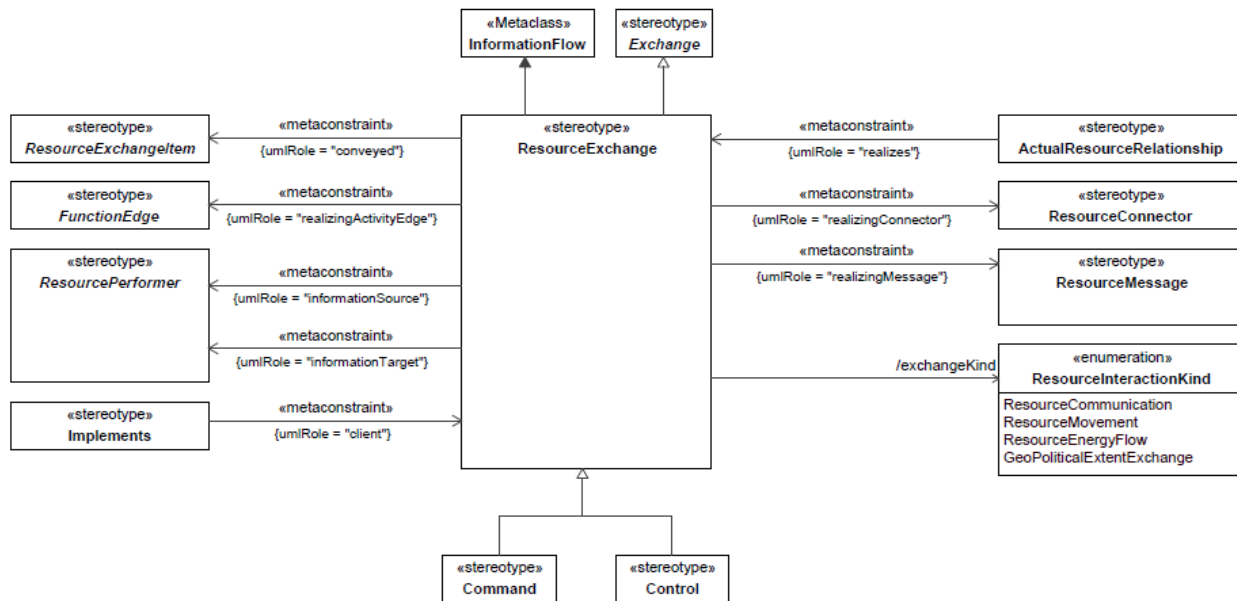 «Metaclass»
InformationFlow
«stereotype»
Exchange
«stereotype»
ResourceExchangeItem
«metaconstraint»
{umlRole = "conveyed"}
«stereotype»
FunctionEdge
«metaconstraint»
{umlRole = "realizingActivityEdge"}
«stereotype»
ResourcePerformer
«metaconstraint»
{umlRole = "informationSource"}
«metaconstraint»
{umlRole = "informationTarget"}
«stereotype»
Implements
«metaconstraint»
{umlRole = "client"}
«stereotype»
ResourceExchange
«metaconstraint»
{umlRole = "realizes"}
«stereotype»
ActualResourceRelationship
«metaconstraint»
{umlRole = "realizingConnector"}
«stereotype»
ResourceConnector
«metaconstraint»
{umlRole = "realizingMessage"}
«stereotype»
ResourceMessage
/exchangeKind
«enumeration»
ResourceInteractionKind
ResourceCommunication
ResourceMovement
ResourceEnergyFlow
GeoPoliticalExtentExchange
«stereotype»
Command
«stereotype»
Control